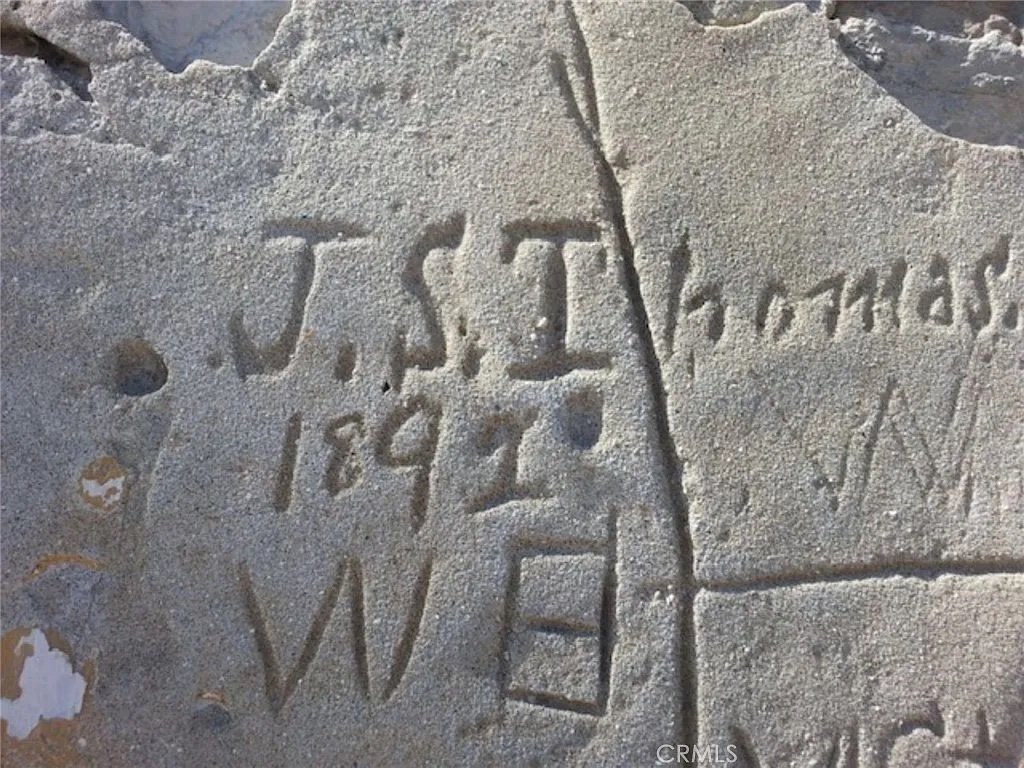 J.S. Thomas.
1892
W
CRMLS